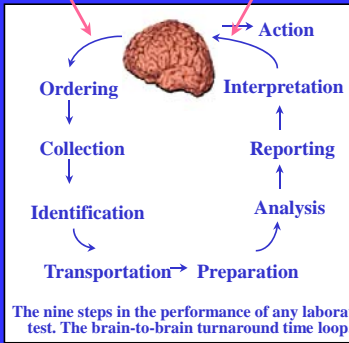 Action
Ordering Interpretation
Collection Reporting
Identification Analysis
Transportation Preparation
The nine steps in the performance of any
test. The brain-to-brain turnaround time loop